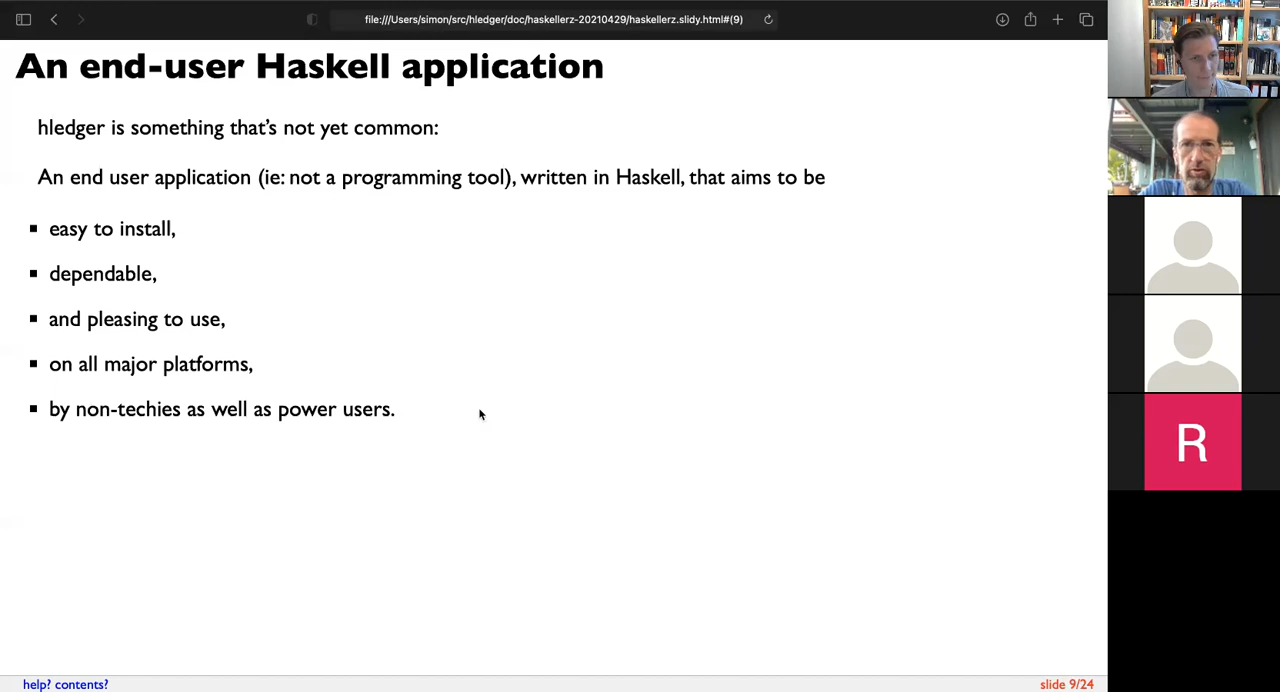 file:///Users/simon/src/hledger/doc/haskellerz-20210429/haskellerz.slidy.html#(9)
An end-user Haskell application
hledger is something that's not yet common:
An end user application (ie: not a programming tool), written in Haskell, that aims to be
▪ easy to install,
▪ dependable,
▪ and pleasing to use,
▪ on all major platforms,
▪ by non-techies as well as power users.
R
help? contents?
slide 9/24